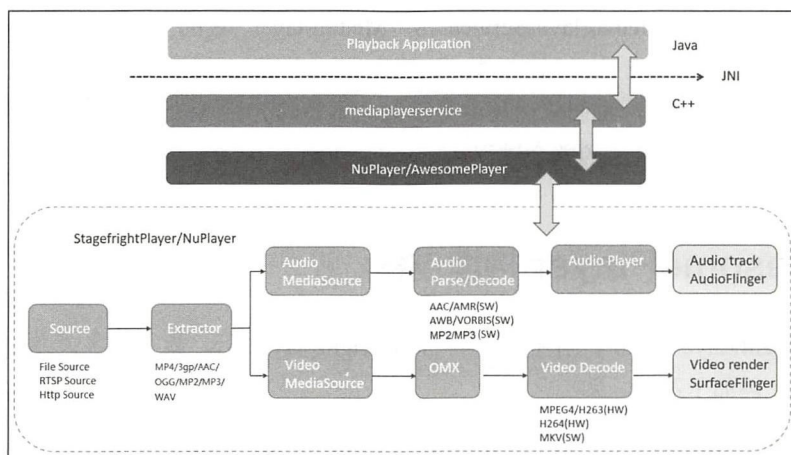 Playback Application
Java
JNI
C++
mediaplayerservice
NuPlayer/AwesomePlayer
StagefrightPlayer/NuPlayer
Audio
MediaSource
Audio
Parse/Decode
Audio Player
Audio track
AudioFlinger
AAC/AMR(SW)
AWB/VORBIS(SW)
MP2/MP3 (SW)
Source
Extractor
File Source
RTSP Source
Http Source
MP4/3gp/AAC/
OGG/MP2/MP3/
WAV
Video
MediaSource
OMX
Video Decode
Video render
SurfaceFlinger
MPEG4/H263(HW)
H264(HW)
MKV(SW)